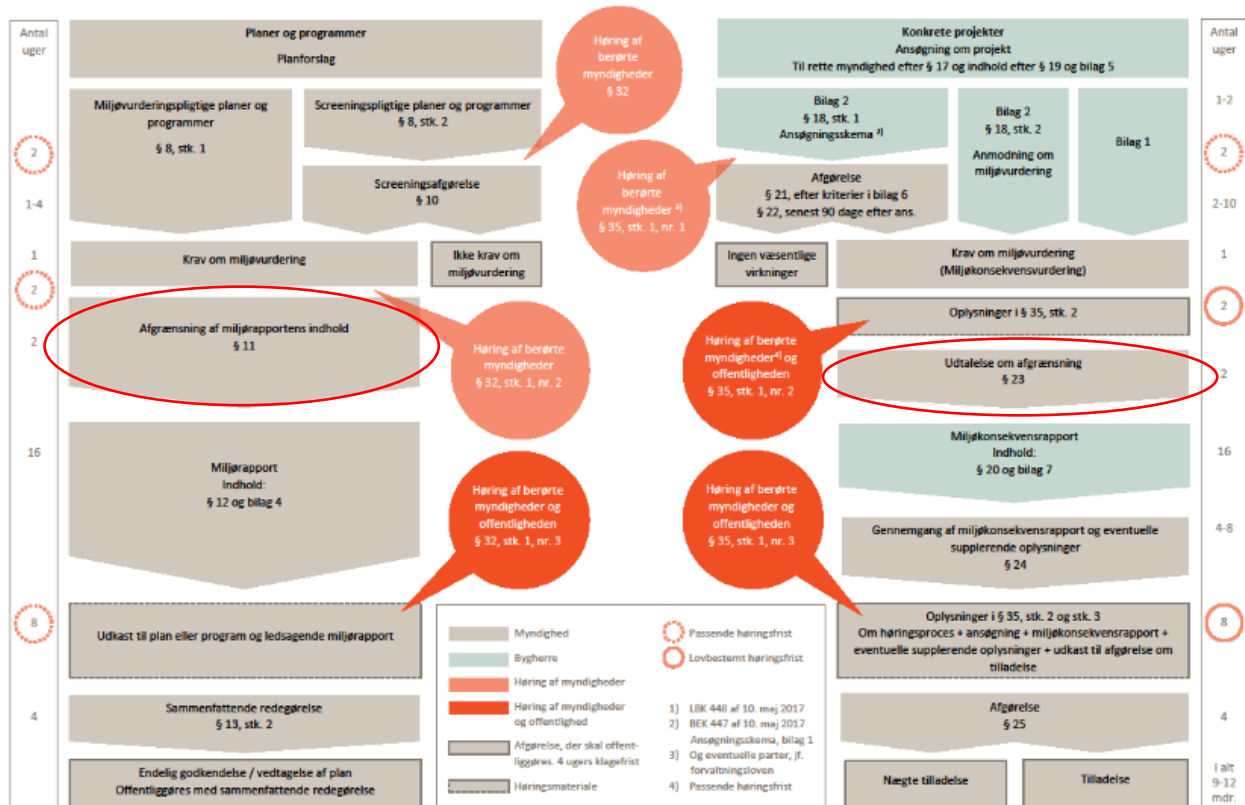 Antal
uger
2
1-4
1
2
2
16
8
4
Planer og programmer
Planforslag
Miljøvurderingspligtige planer og
programmer
§ 8, stk. 1
Screeningspligtige planer og programmer
§ 8, stk. 2
Screeningsafgørelse
§ 10
Krav om miljøvurdering
Ikke krav om
miljøvurdering
Afgrænsning af miljørapportens indhold
§ 11
Miljørapport
Indhold:
§ 12 og bilag 4
Udkast til plan eller program og ledsagende miljørapport
Sammenfattende redegørelse
§ 13, stk. 2
Endelig godkendelse / vedtagelse af plan
Offentliggøres med sammenfattende redegørelse
Høring af
berørte
myndigheder
§ 32
Høring af
berørte
myndigheder 3)
§ 35, stk. 1, nr. 1
Høring af berørte
myndigheder
§ 32, stk. 1, nr. 2
Høring af berørte
myndigheder4) og
offentligheden
§ 35, stk. 1, nr. 2
Høring af berørte
myndigheder og
offentligheden
§ 32, stk. 1, nr. 3
Høring af berørte
myndigheder og
offentligheden
§ 35, stk. 1, nr. 3
Myndighed
Bygherre
Høring af myndigheder
Høring af myndigheder
og offentlighed
Afgørelse, der skal offent-
liggøres. 4 ugers klagefrist
Høringsmateriale
Passende høringsfrist
Lovbestemt høringsfrist
1) LBK 448 af 10. maj 2017
2) BEK 447 af 10. maj 2017
Ansøgningsskema, bilag 1
3) Og eventuelle parter, jf.
forvaltningsloven
4) Passende høringsfrist
Konkrete projekter
Ansøgning om projekt
Til rette myndighed efter § 17 og indhold efter § 19 og bilag 5
Bilag 2
§ 18, stk. 1
Ansøgningsskema 2)
Bilag 2
§ 18, stk. 2
Anmodning om
miljøvurdering
Bilag 1
Afgørelse
§ 21, efter kriterier i bilag 6
§ 22, senest 90 dage efter ans.
Ingen væsentlige
virkninger
Krav om miljøvurdering
(Miljøkonsekvensvurdering)
Oplysninger i § 35, stk. 2
Udtalelse om afgrænsning
§ 23
Miljøkonsekvensrapport
Indhold:
§ 20 og bilag 7
Gennemgang af miljøkonsekvensrapport og eventuelle
supplerende oplysninger
§ 24
Oplysninger i § 35, stk. 2 og stk. 3
Om høringsproces + ansøgning + miljøkonsekvensrapport +
eventuelle supplerende oplysninger + udkast til afgørelse om
tilladelse
Afgørelse
§ 25
Nægte tilladelse
Tilladelse
Antal
uger
1-2
2
2-10
1
2
2
16
4-8
8
4
I alt
9-12
mdr.